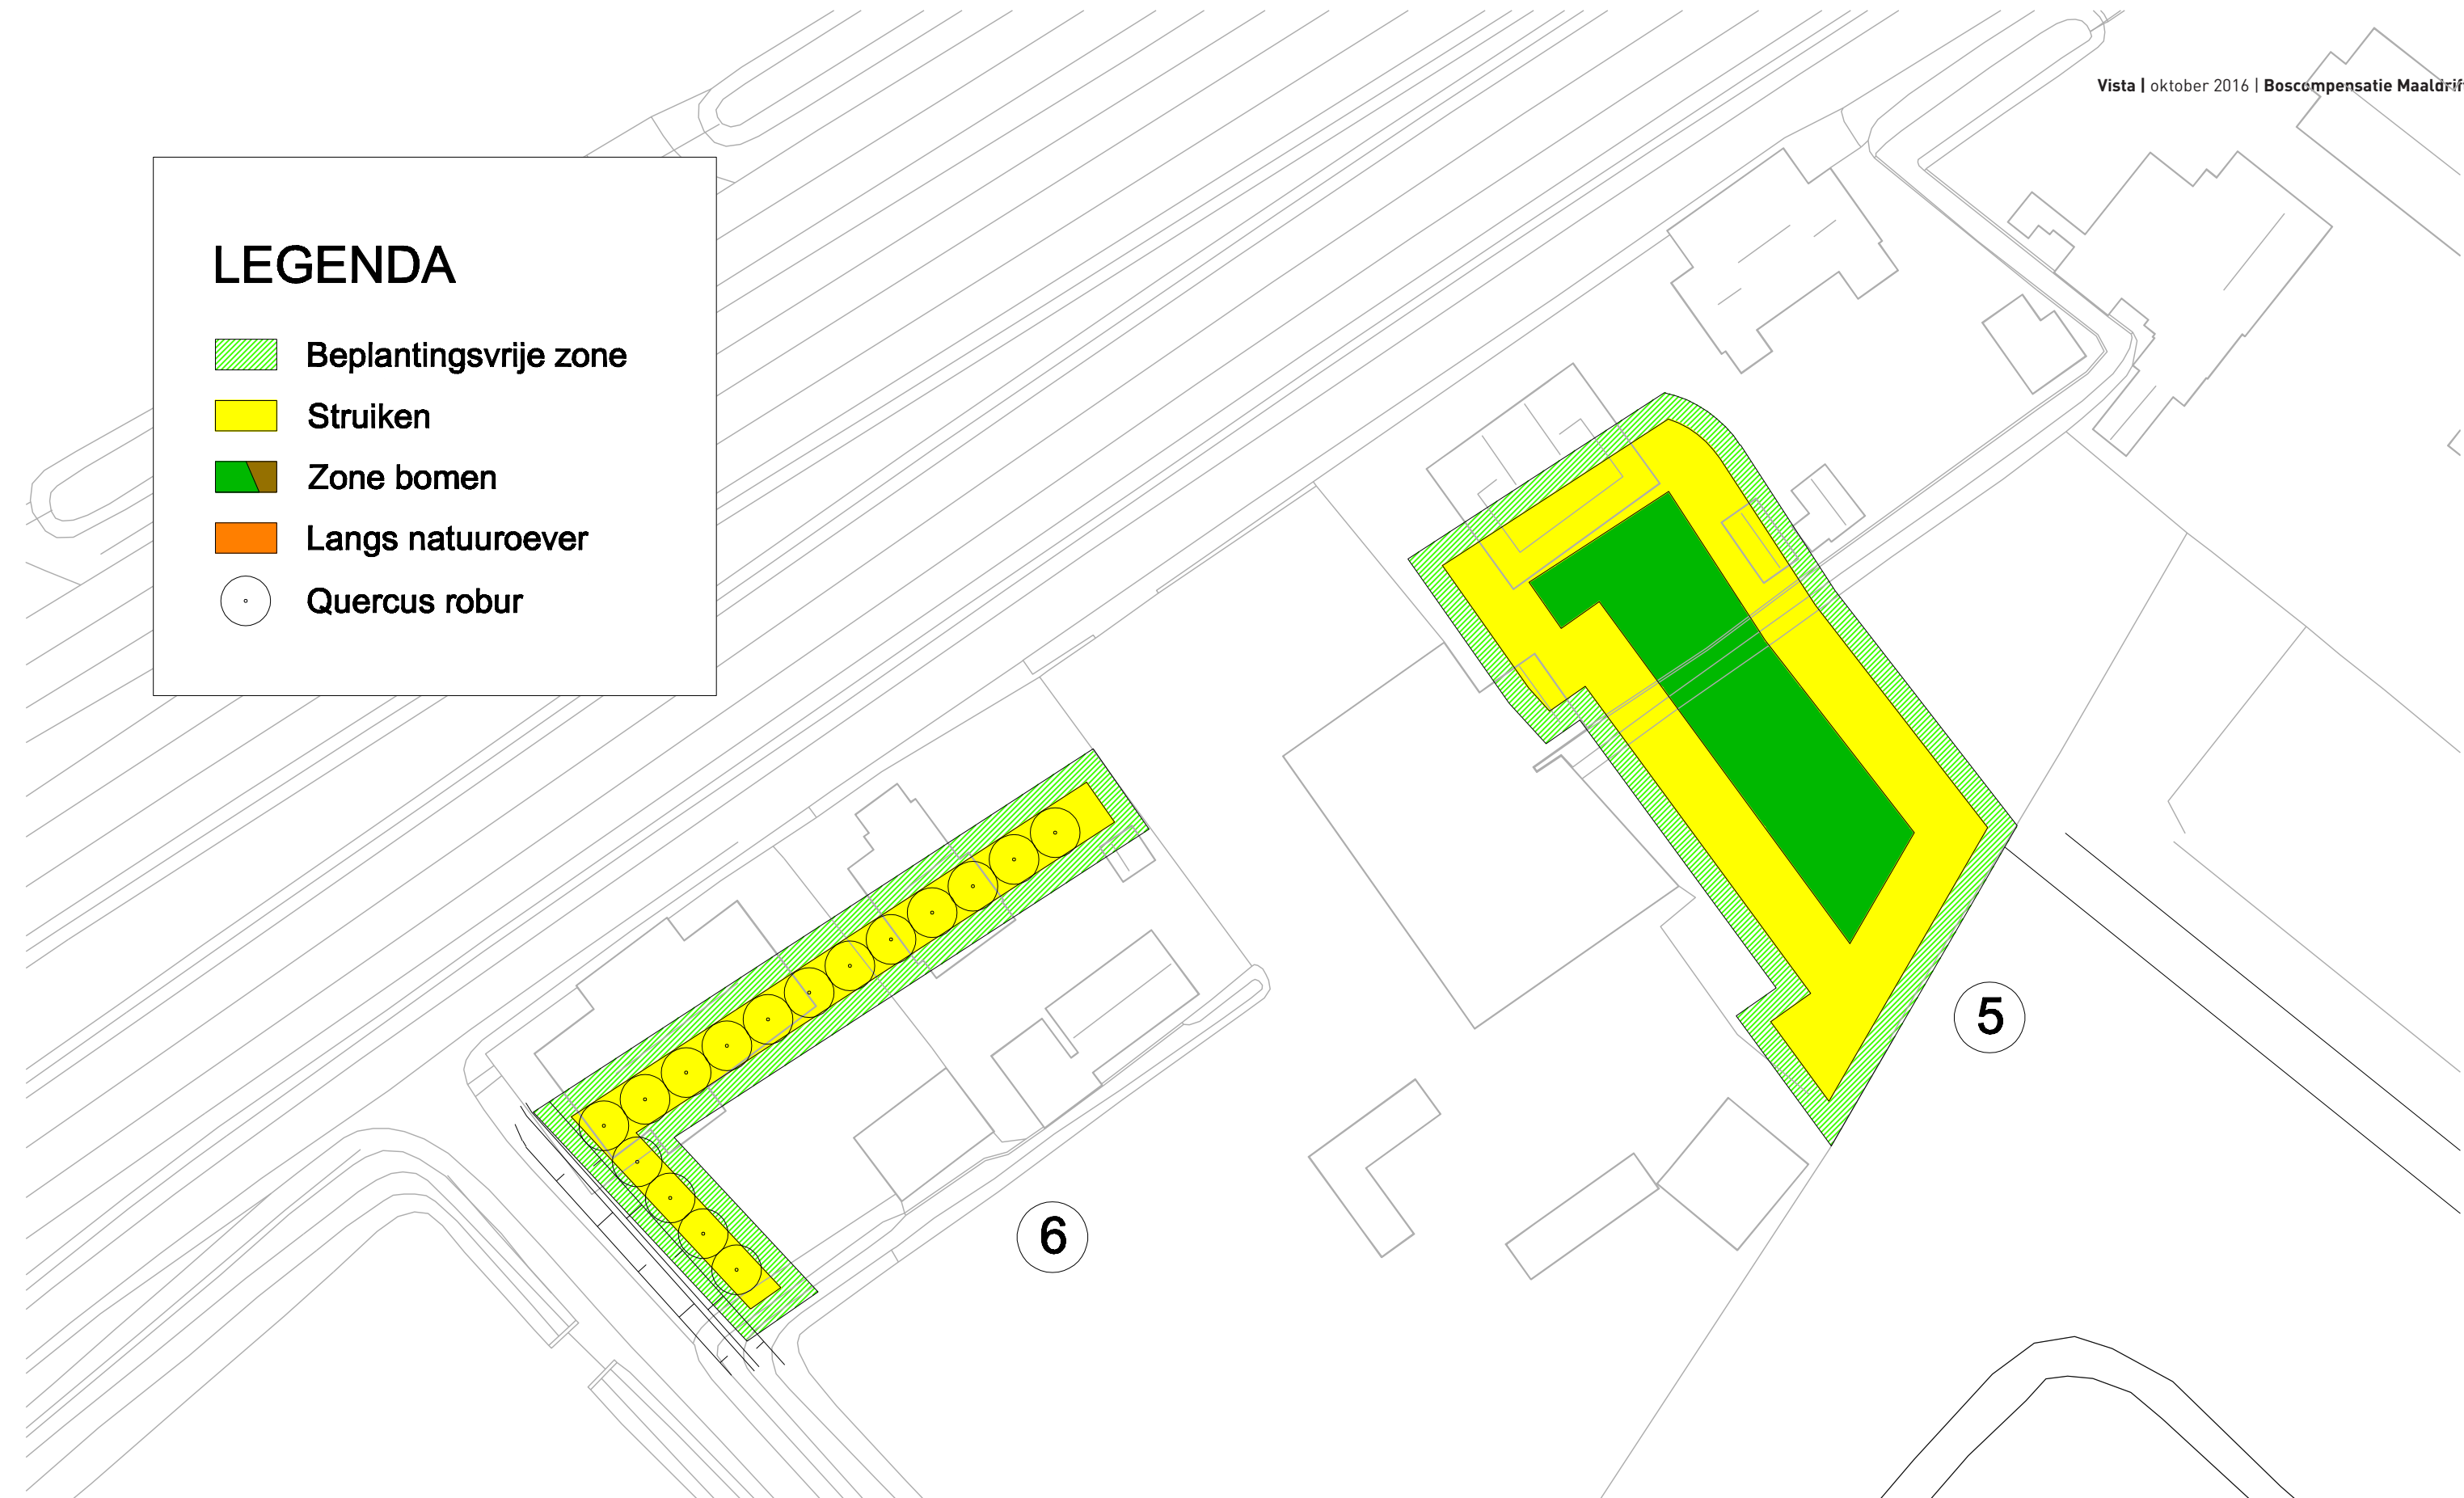 Vista | oktober 2016 | Boscompensatie Maaldrif
LEGENDA
Beplantingsvrije zone
Struiken
Zone bomen
Langs natuuroever
Quercus robur
5
6